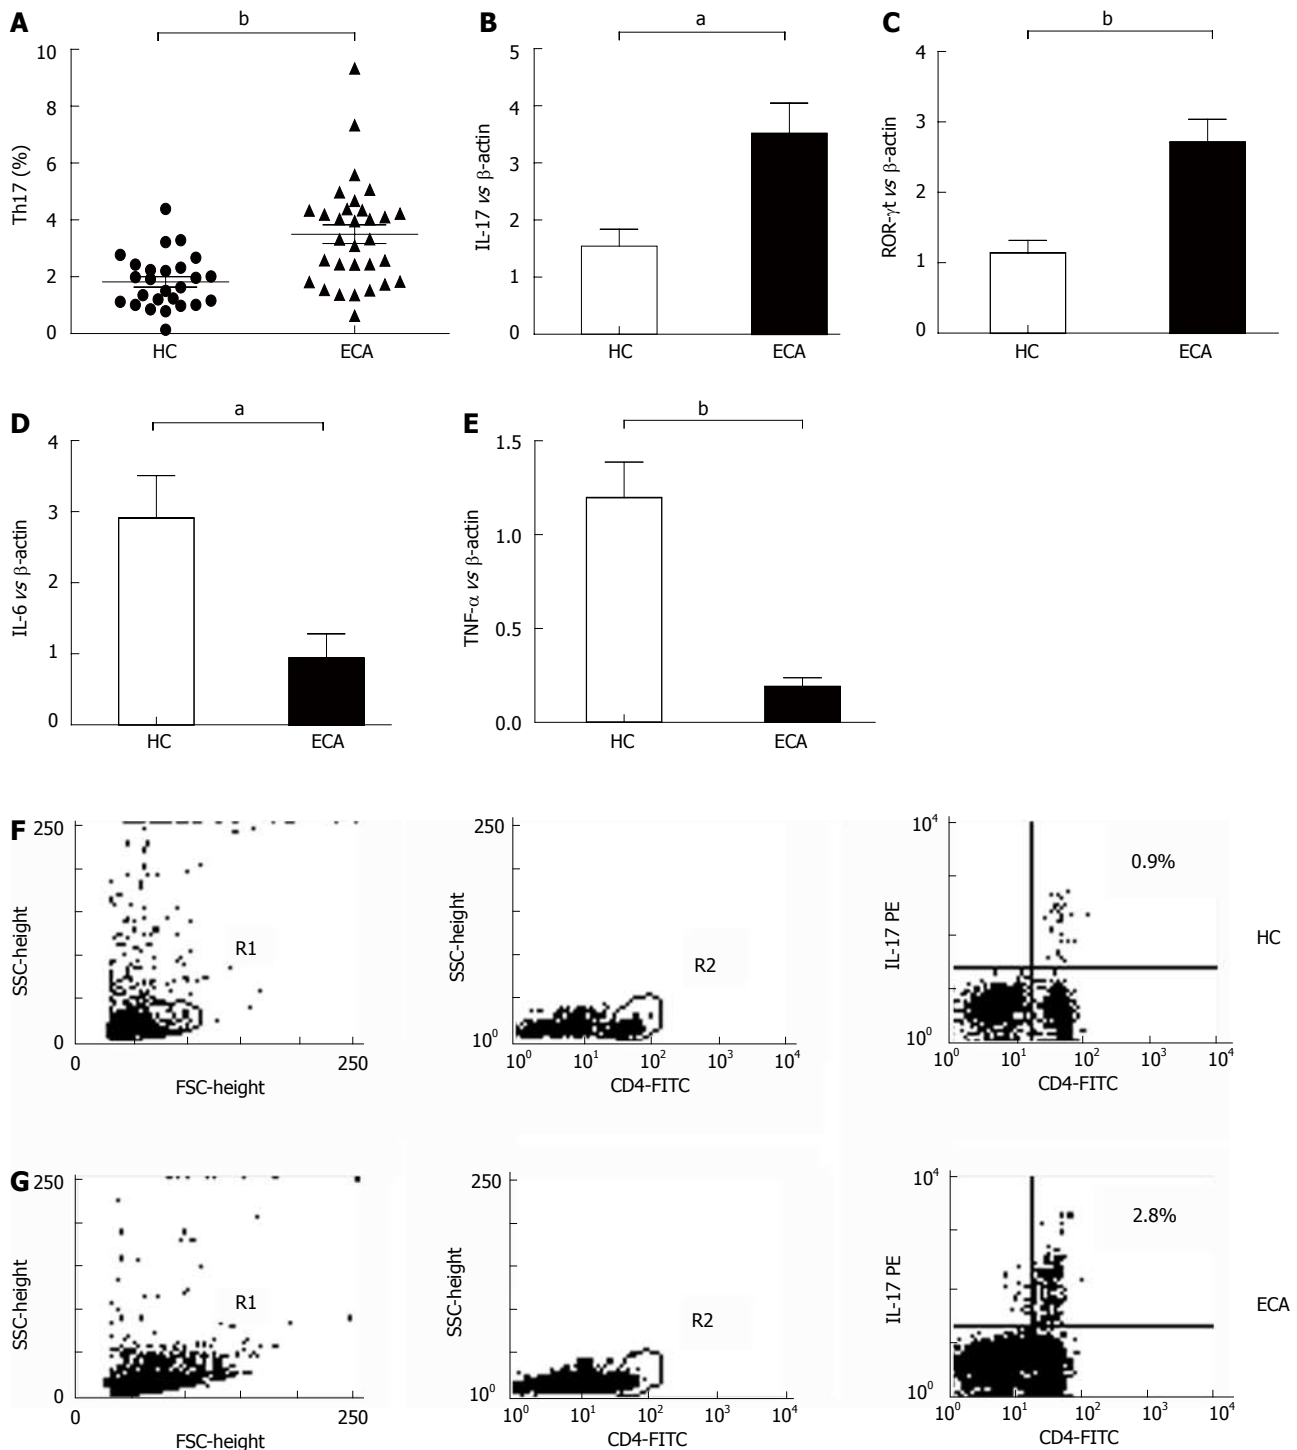 A
b
10
8
6
4
2
0
Th17 (%)
HC
ECA
B
a
5
4
3
2
1
0
IL-17 vs β-actin
HC
ECA
C
b
4
3
2
1
0
ROR-γt vs β-actin
HC
ECA
D
a
4
3
2
1
0
IL-6 vs β-actin
HC
ECA
E
b
1.5
1.0
0.5
0.0
TNF-α vs β-actin
HC
ECA
F
250
0
SSC-height
R1
0
250
FSC-height
250
10⁰
SSC-height
R2
10⁰ 10¹ 10² 10³ 10⁴
CD4-FITC
10⁴
10⁰
IL-17 PE
0.9%
10⁰ 10¹ 10² 10³ 10⁴
CD4-FITC
HC
G
250
0
SSC-height
R1
0
250
FSC-height
250
10⁰
SSC-height
R2
10⁰ 10¹ 10² 10³ 10⁴
CD4-FITC
10⁴
10⁰
IL-17 PE
2.8%
10⁰ 10¹ 10² 10³ 10⁴
CD4-FITC
ECA